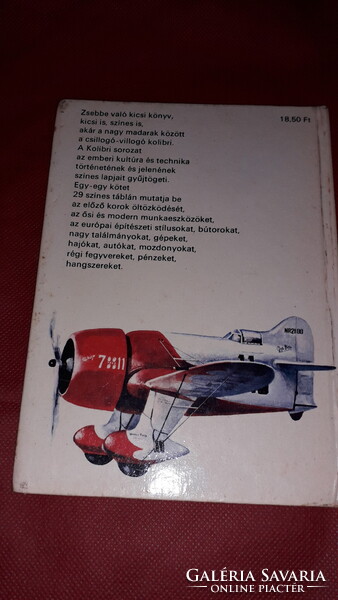 Zsebbe való kicsi könyv,
kicsi is, színes is,
akár a nagy madarak között
a csillogó-villogó kolibri.
A Kolibri sorozat
az emberi kultúra és technika
történetének és jelenének
színes lapjait gyűjtögeti.
Egy-egy kötet
29 színes táblán mutatja be
az előző korok öltözködését,
az ősi és modern munkaeszközöket,
az európai építészeti stílusokat, bútorokat,
nagy találmányokat, gépeket,
hajókat, autókat, mozdonyokat,
régi fegyvereket, pénzeket,
hangszereket.
18,50 Ft
NR2100
7 11
GALÉRIA SAVARIA
ONLINE PIACTÉR